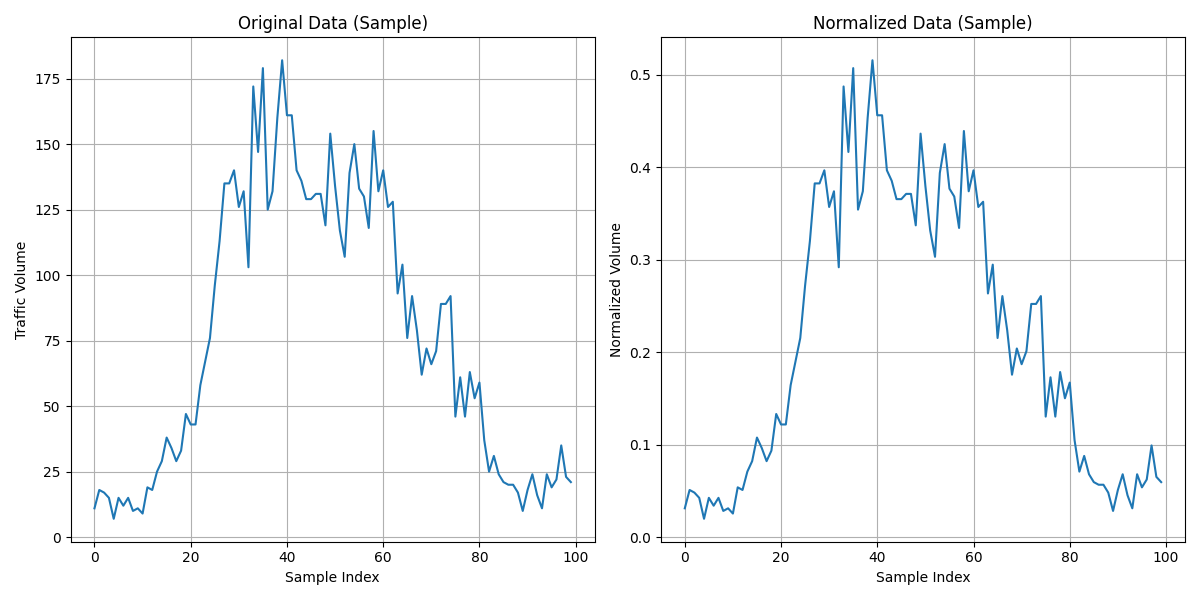 Original Data (Sample)
Traffic Volume
175
150
125
100
75
50
25
0
0 20 40 60 80 100
Sample Index
Normalized Data (Sample)
Normalized Volume
0.5
0.4
0.3
0.2
0.1
0.0
0 20 40 60 80 100
Sample Index